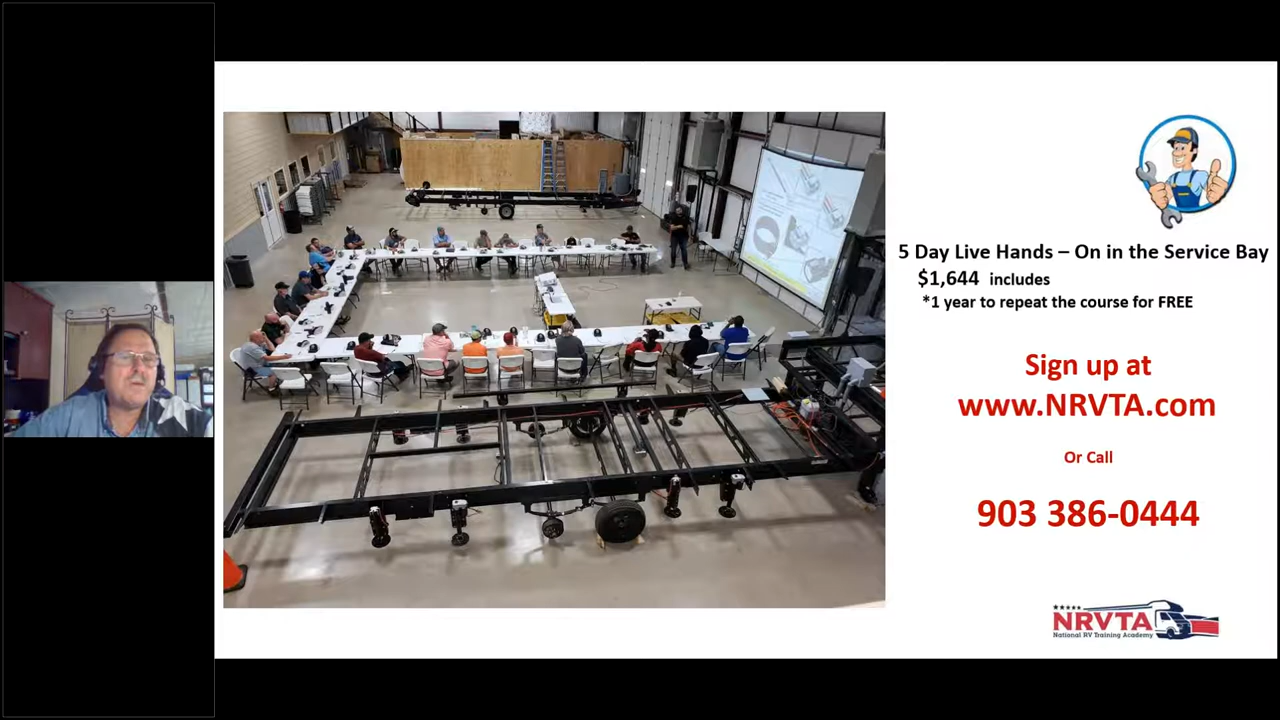 5 Day Live Hands – On in the Service Bay
$1,644 includes
*1 year to repeat the course for FREE
Sign up at
www.NRVTA.com
Or Call
903 386-0444
NRVTA
National RV Training Academy